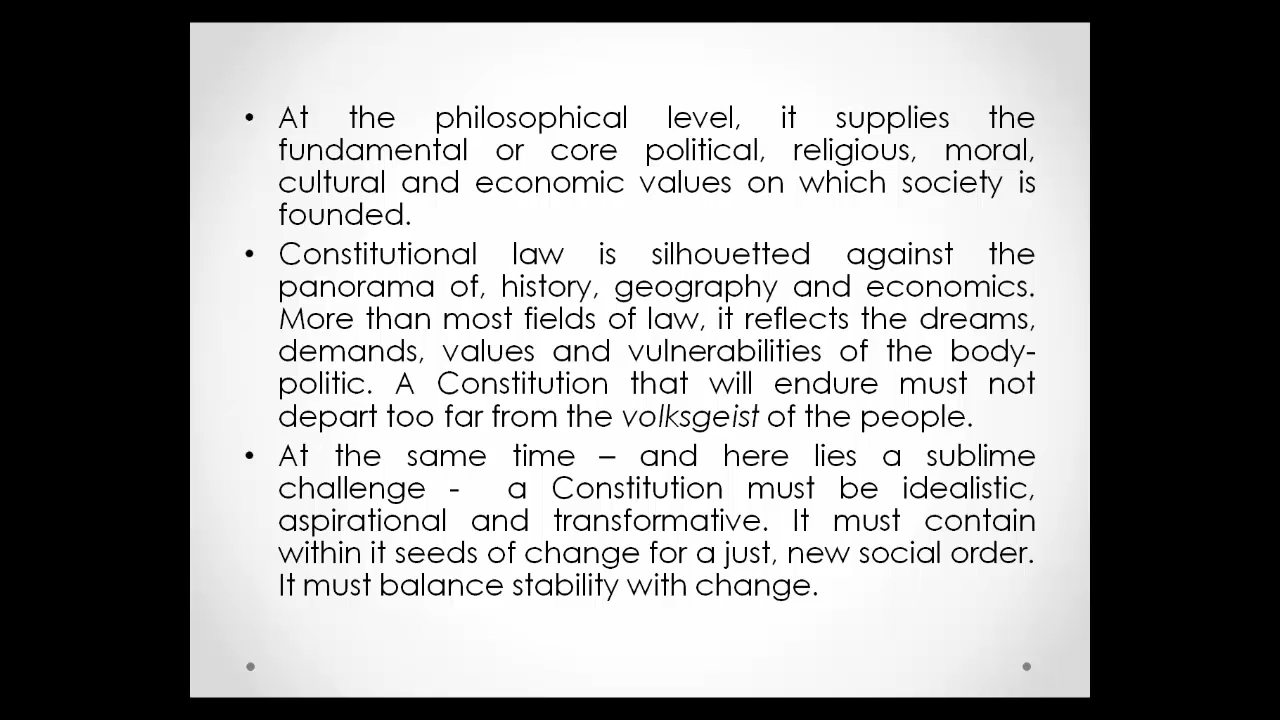 • At the philosophical level, it supplies the
fundamental or core political, religious, moral,
cultural and economic values on which society is
founded.
• Constitutional law is silhouetted against the
panorama of, history, geography and economics.
More than most fields of law, it reflects the dreams,
demands, values and vulnerabilities of the body-
politic. A Constitution that will endure must not
depart too far from the volksgeist of the people.
• At the same time – and here lies a sublime
challenge - a Constitution must be idealistic,
aspirational and transformative. It must contain
within it seeds of change for a just, new social order.
It must balance stability with change.